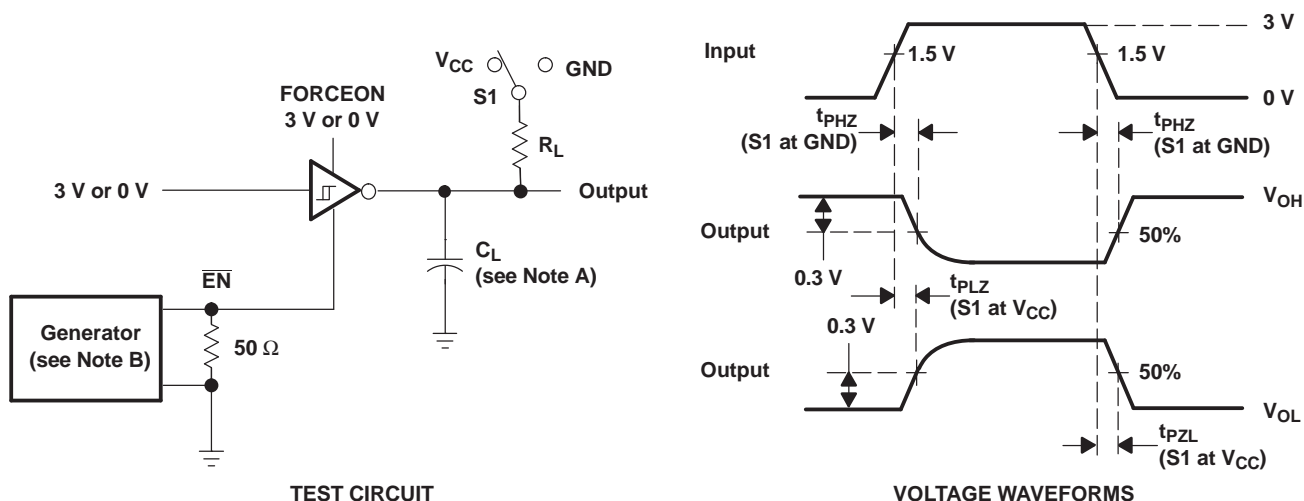 FORCEON
3 V or 0 V
VCC
GND
S1
RL
3 V or 0 V
Output
CL
(see Note A)
EN
Generator
(see Note B)
50 Ω
TEST CIRCUIT
Input
3 V
1.5 V
1.5 V
0 V
tPHZ
(S1 at GND)
tPHZ
(S1 at GND)
VOH
Output
50%
0.3 V
tPLZ
(S1 at VCC)
0.3 V
Output
50%
VOL
tPZL
(S1 at VCC)
VOLTAGE WAVEFORMS